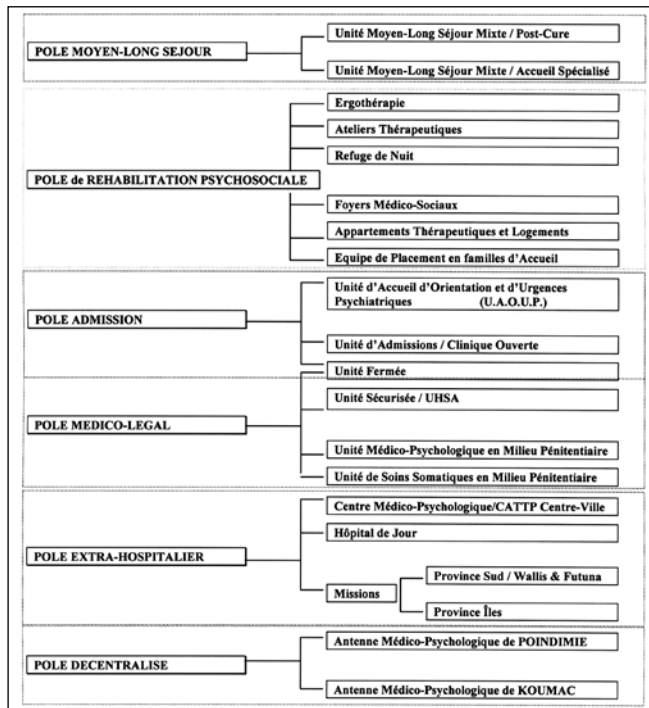 POLE MOYEN-LONG SEJOUR
Unité Moyen-Long Séjour Mixte / Post-Cure
Unité Moyen-Long Séjour Mixte / Accueil Spécialisé
POLE de REHABILITATION PSYCHOSOCIALE
Ergothérapie
Ateliers Thérapeutiques
Refuge de Nuit
Foyers Médico-Sociaux
Appartements Thérapeutiques et Logements
Equipe de Placement en familles d'Accueil
POLE ADMISSION
Unité d'Accueil d'Orientation et d'Urgences
Psychiatriques (U.A.O.U.P.)
Unité d'Admissions / Clinique Ouverte
Unité Fermée
POLE MEDICO-LEGAL
Unité Sécurisée / UHSA
Unité Médico-Psychologique en Milieu Pénitentiaire
Unité de Soins Somatiques en Milieu Pénitentiaire
POLE EXTRA-HOSPITALIER
Centre Médico-Psychologique/CATTP Centre-Ville
Hôpital de Jour
Missions
Province Sud / Wallis & Futuna
Province Îles
POLE DECENTRALISE
Antenne Médico-Psychologique de POINDIMIE
Antenne Médico-Psychologique de KOUMAC